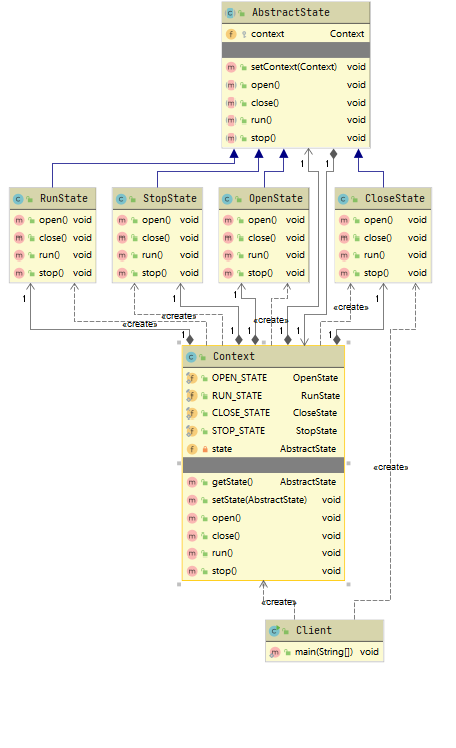 AbstractState
context Context
setContext(Context) void
open() void
close() void
run() void
stop() void
1 1
RunState StopState OpenState CloseState
open() void open() void open() void open() void
close() void close() void close() void close() void
run() void run() void run() void run() void
stop() void stop() void stop() void stop() void
1 1 1 1
«create» «create» «create» «create»
1 1 1 1 1 1
Context
OPEN_STATE OpenState
RUN_STATE RunState
CLOSE_STATE CloseState
STOP_STATE StopState
state AbstractState
getState() AbstractState
setState(AbstractState) void
open() void
close() void
run() void
stop() void
«create»
«create»
Client
main(String[]) void